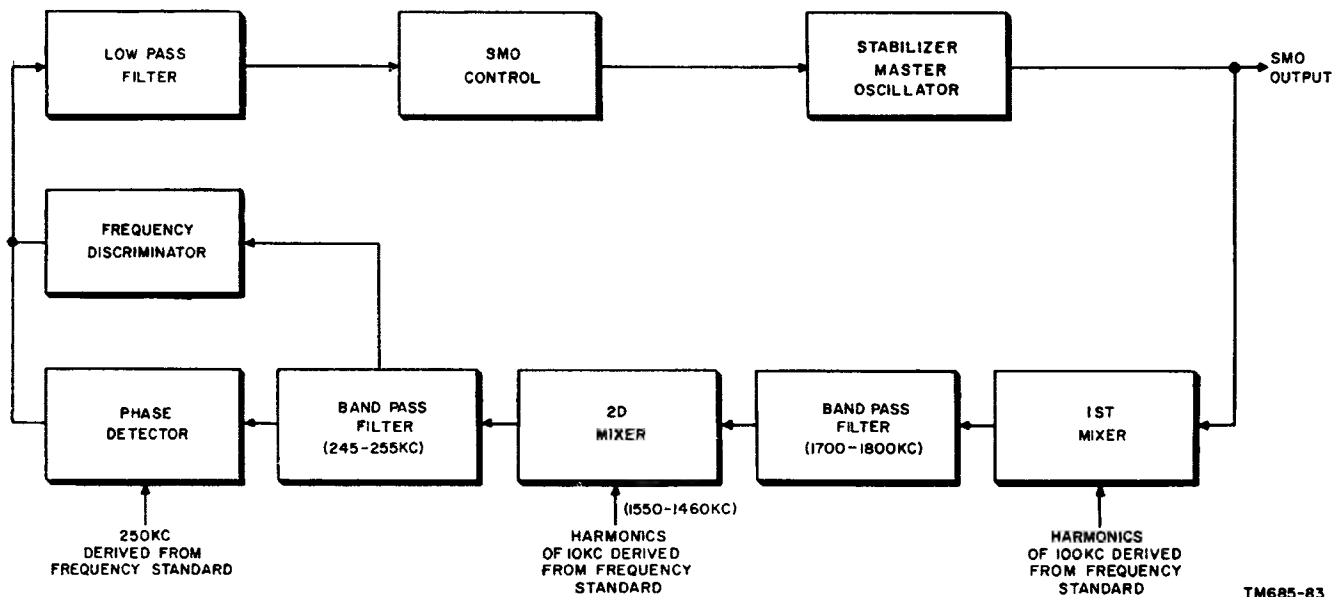 LOW PASS
FILTER
SMO
CONTROL
STABILIZER
MASTER
OSCILLATOR
SMO
OUTPUT
FREQUENCY
DISCRIMINATOR
PHASE
DETECTOR
BAND PASS
FILTER
(245-255KC)
2D
MIXER
BAND PASS
FILTER
(1700-1800KC)
1ST
MIXER
250KC
DERIVED FROM
FREQUENCY STANDARD
(1550-1460KC)
HARMONICS
OF 10KC DERIVED
FROM FREQUENCY
STANDARD
HARMONICS
OF 100KC DERIVED
FROM FREQUENCY
STANDARD
TM685-83